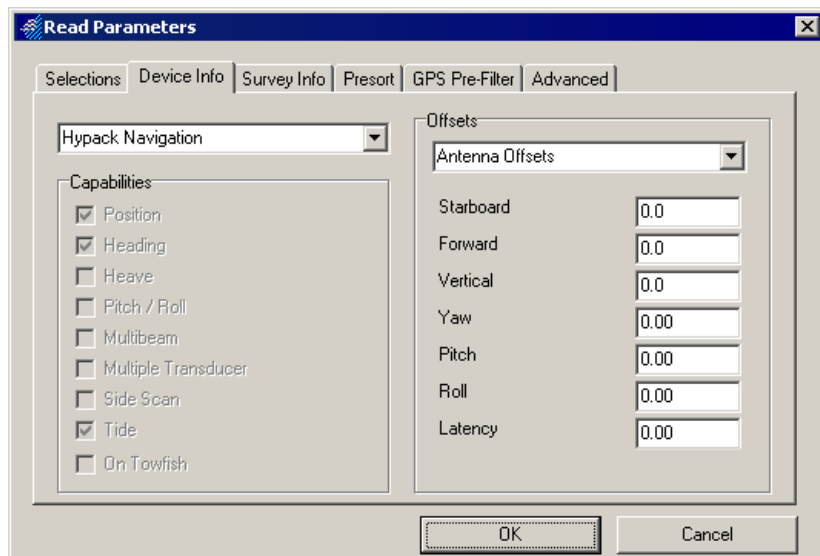 Read Parameters
Selections Device Info Survey Info Presort GPS Pre-Filter Advanced
Hypack Navigation
Capabilities
Position
Heading
Heave
Pitch / Roll
Multibeam
Multiple Transducer
Side Scan
Tide
On Towfish
Offsets
Antenna Offsets
Starboard 0.0
Forward 0.0
Vertical 0.0
Yaw 0.00
Pitch 0.00
Roll 0.00
Latency 0.00
OK Cancel